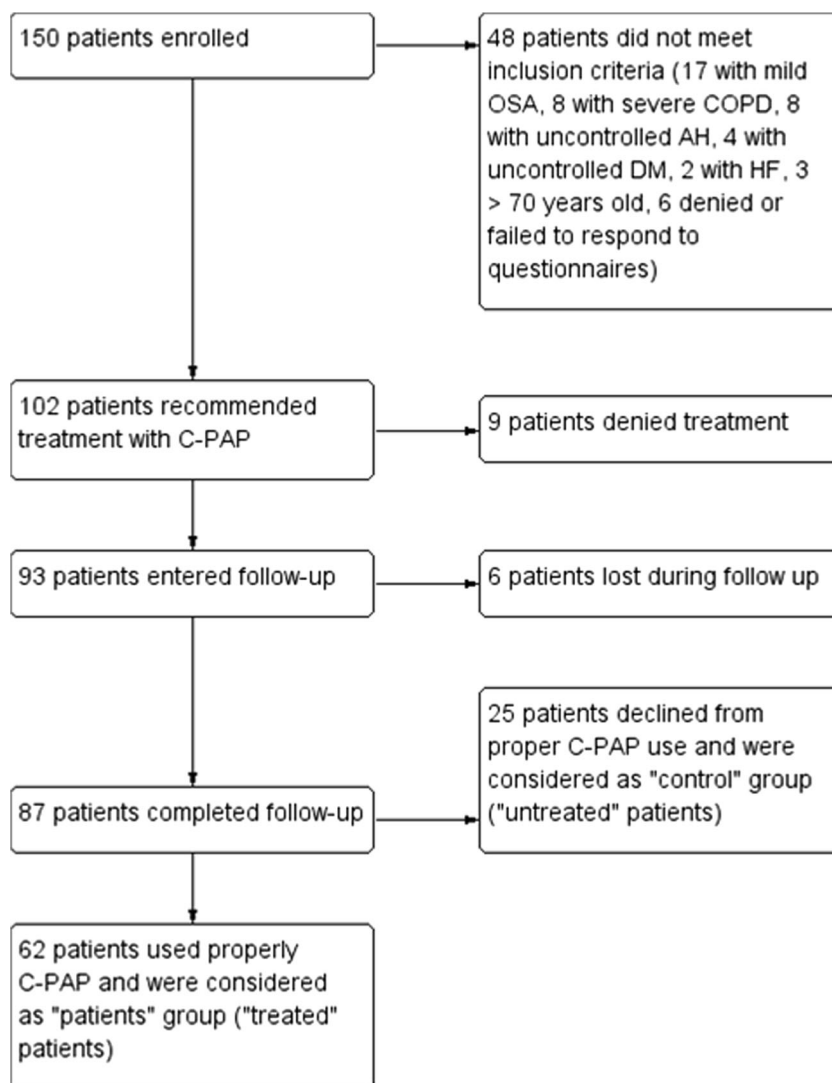 150 patients enrolled
48 patients did not meet
inclusion criteria (17 with mild
OSA, 8 with severe COPD, 8
with uncontrolled AH, 4 with
uncontrolled DM, 2 with HF, 3
> 70 years old, 6 denied or
failed to respond to
questionnaires)
102 patients recommended
treatment with C-PAP
9 patients denied treatment
93 patients entered follow-up
6 patients lost during follow up
25 patients declined from
proper C-PAP use and were
considered as "control" group
("untreated" patients)
87 patients completed follow-up
62 patients used properly
C-PAP and were considered
as "patients" group ("treated"
patients)